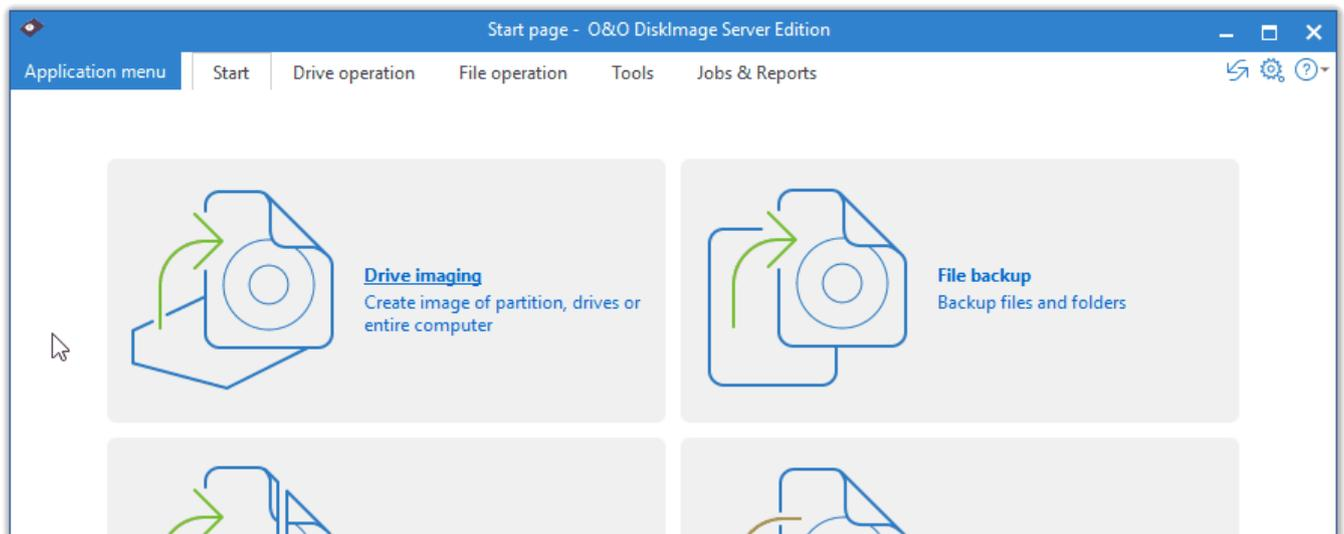 Start page - O&O DiskImage Server Edition
Application menu
Start
Drive operation
File operation
Tools
Jobs & Reports
Drive imaging
Create image of partition, drives or
entire computer
File backup
Backup files and folders